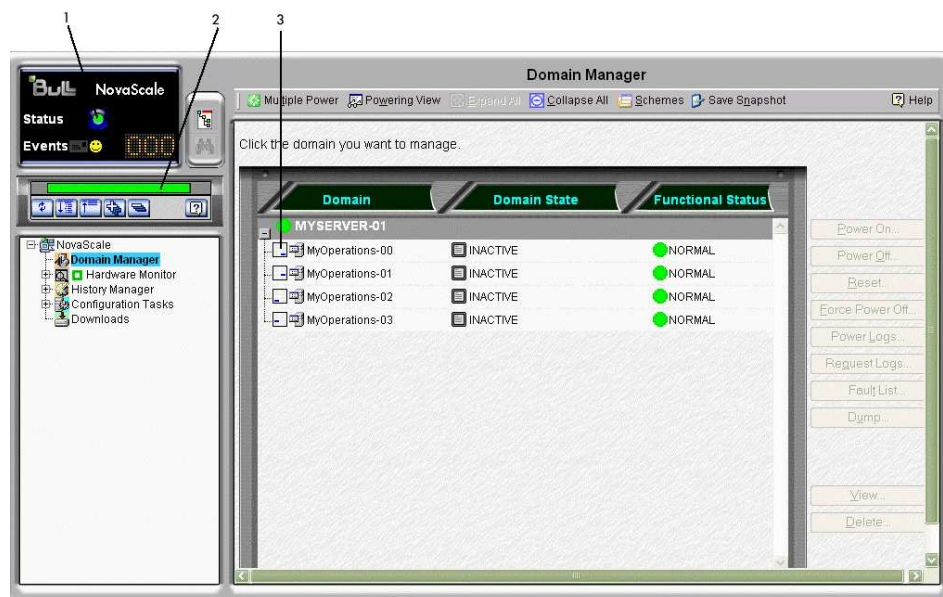 1 2 3
Domain Manager
Bull NovaScale
Status
Events
000
Multiple Power Powering View Expand All Collapse All Schemes Save Snapshot Help
Click the domain you want to manage.
Domain Domain State Functional Status
MYSERVER-01
MyOperations-00 INACTIVE NORMAL
MyOperations-01 INACTIVE NORMAL
MyOperations-02 INACTIVE NORMAL
MyOperations-03 INACTIVE NORMAL
NovaScale
Domain Manager
Hardware Monitor
History Manager
Configuration Tasks
Downloads
Power On...
Power Off...
Reset...
Force Power Off...
Power Logs...
Request Logs...
Fault List...
Dump...
View...
Delete...